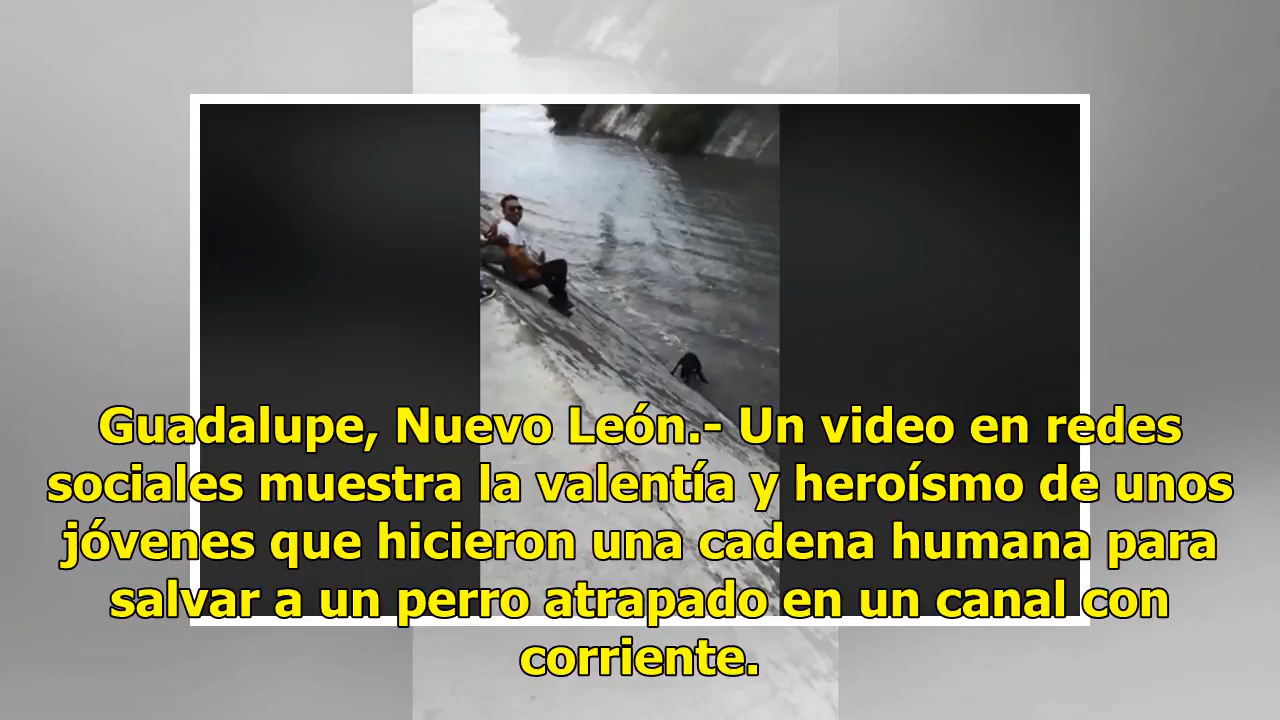 Guadalupe, Nuevo León.- Un video en redes
sociales muestra la valentía y heroísmo de unos
jóvenes que hicieron una cadena humana para
salvar a un perro atrapado en un canal con
corriente.